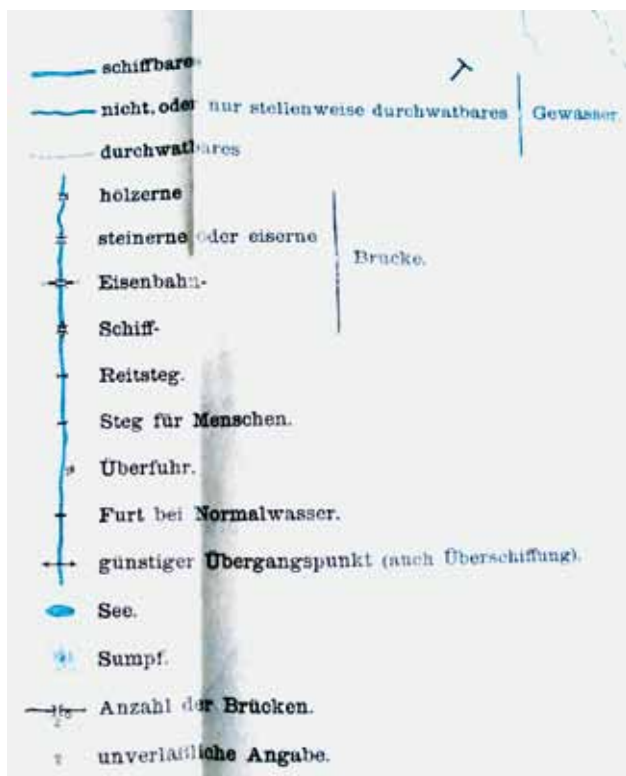 schiffbares
nicht, oder nur stellenweise durchwatbares Gewässer.
durchwatbares
hölzerne
steinerne oder eiserne
Brücke.
Eisenbahn-
Schiff-
Reitsteg.
Steg für Menschen.
Überfuhr.
Furt bei Normalwasser.
günstiger Übergangspunkt (auch Überschiffung).
See.
Sumpf.
Anzahl der Brücken.
? unverläßliche Angabe.